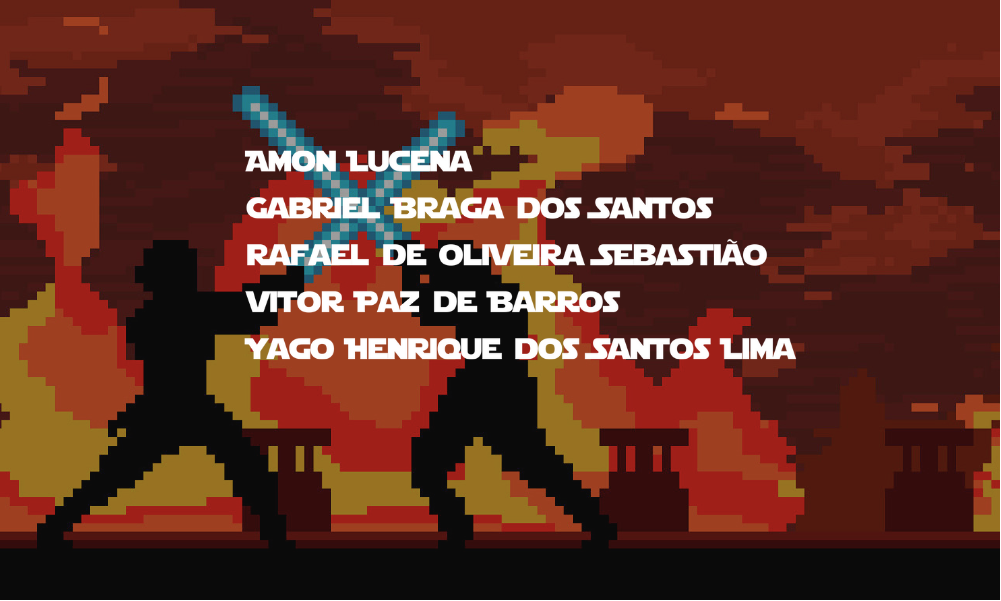 Amon Lucena
Gabriel Braga dos Santos
Rafael de Oliveira Sebastião
Vitor Paz de Barros
Yago Henrique dos Santos Lima